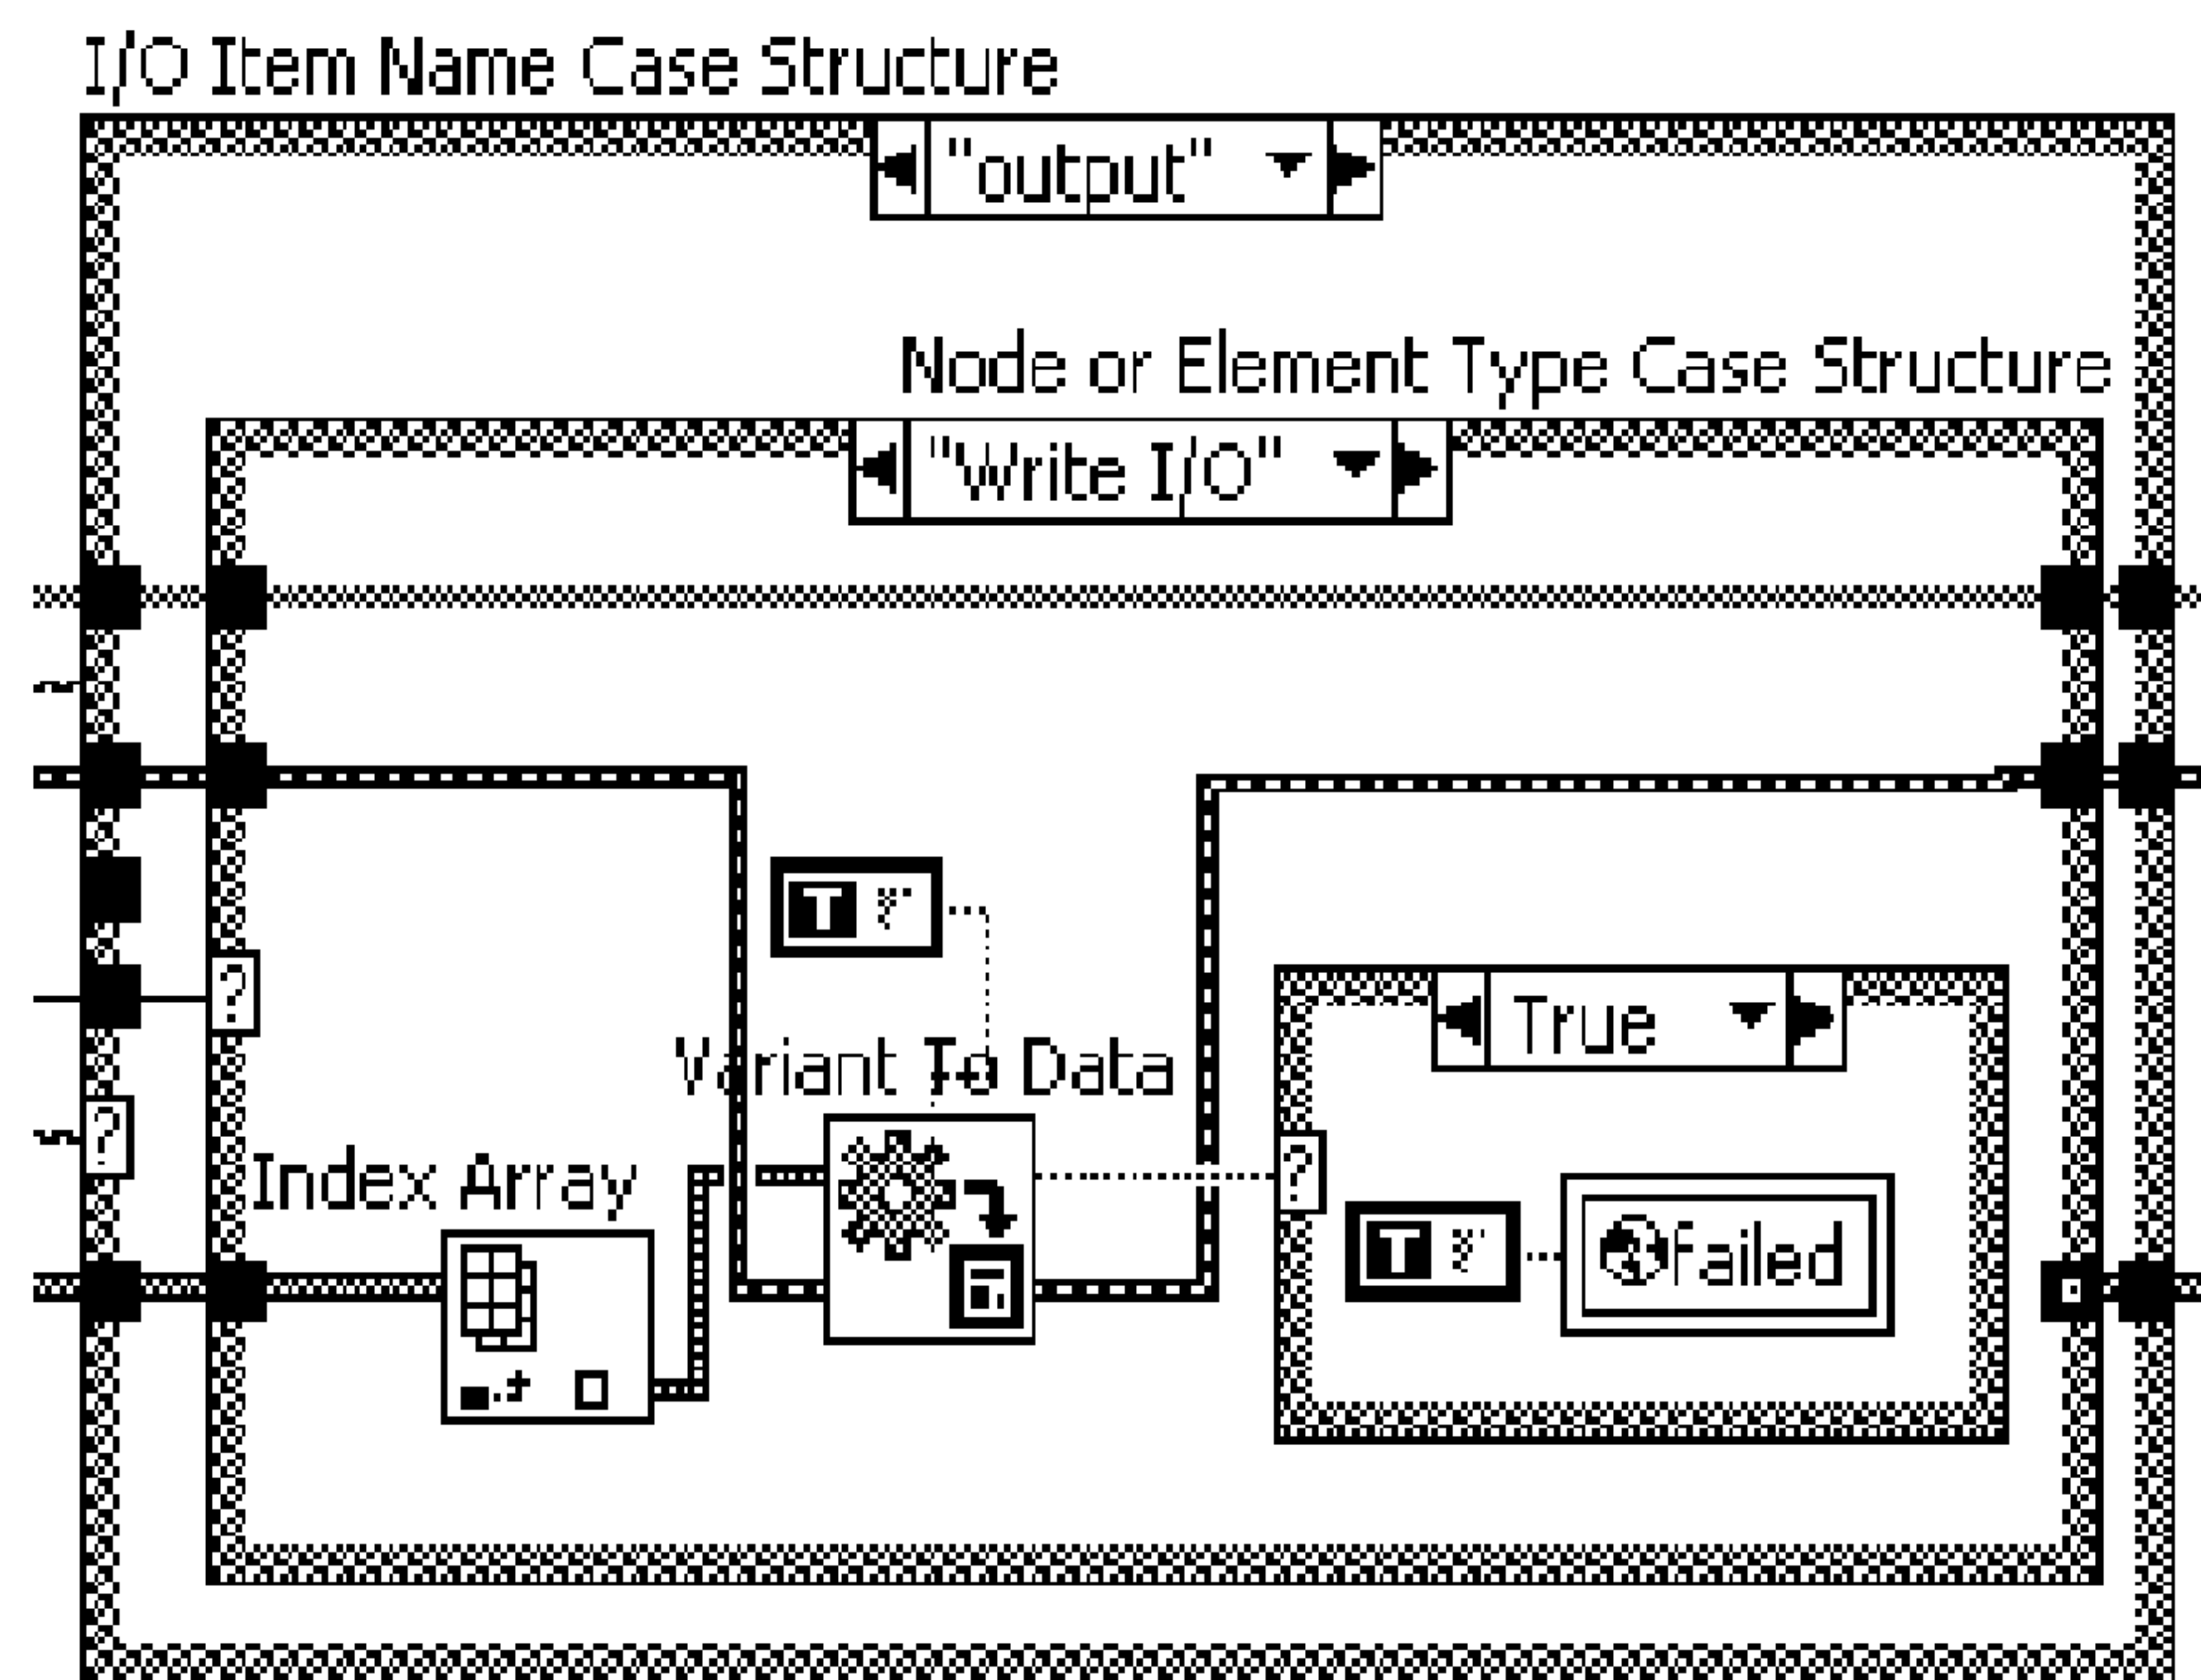 I/O Item Name Case Structure
"output"
Node or Element Type Case Structure
"Write I/O"
T
?
True
Variant To Data
?
?
Index Array
T
failed